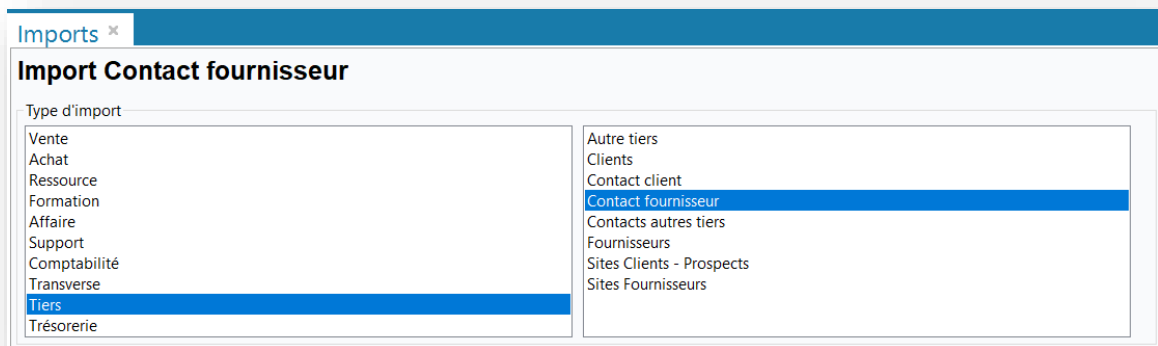 Imports ×
Import Contact fournisseur
Type d'import
Vente
Achat
Ressource
Formation
Affaire
Support
Comptabilité
Transverse
Tiers
Trésorerie
Autre tiers
Clients
Contact client
Contact fournisseur
Contacts autres tiers
Fournisseurs
Sites Clients - Prospects
Sites Fournisseurs